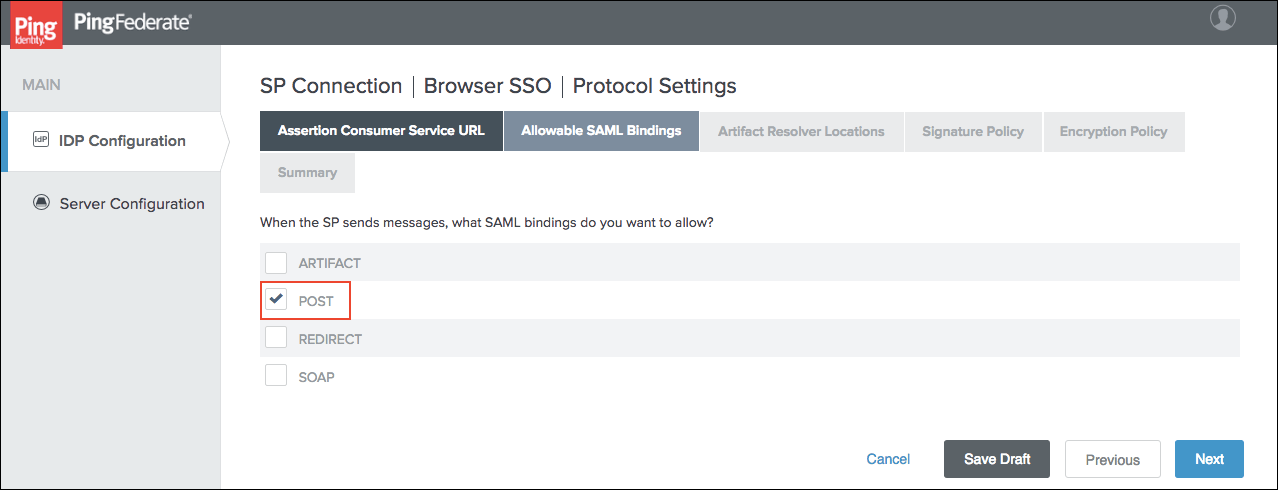 Ping
Identity.
PingFederate®
MAIN
IdP IDP Configuration
Server Configuration
SP Connection | Browser SSO | Protocol Settings
Assertion Consumer Service URL Allowable SAML Bindings Artifact Resolver Locations Signature Policy Encryption Policy
Summary
When the SP sends messages, what SAML bindings do you want to allow?
ARTIFACT
POST
REDIRECT
SOAP
Cancel Save Draft Previous Next